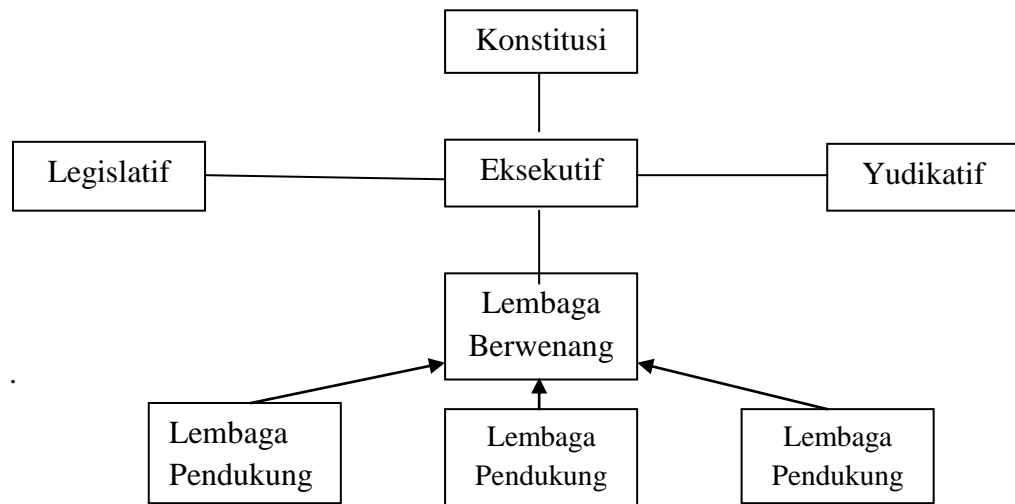 Konstitusi
Legislatif
Eksekutif
Yudikatif
Lembaga
Berwenang
.
Lembaga
Pendukung
Lembaga
Pendukung
Lembaga
Pendukung